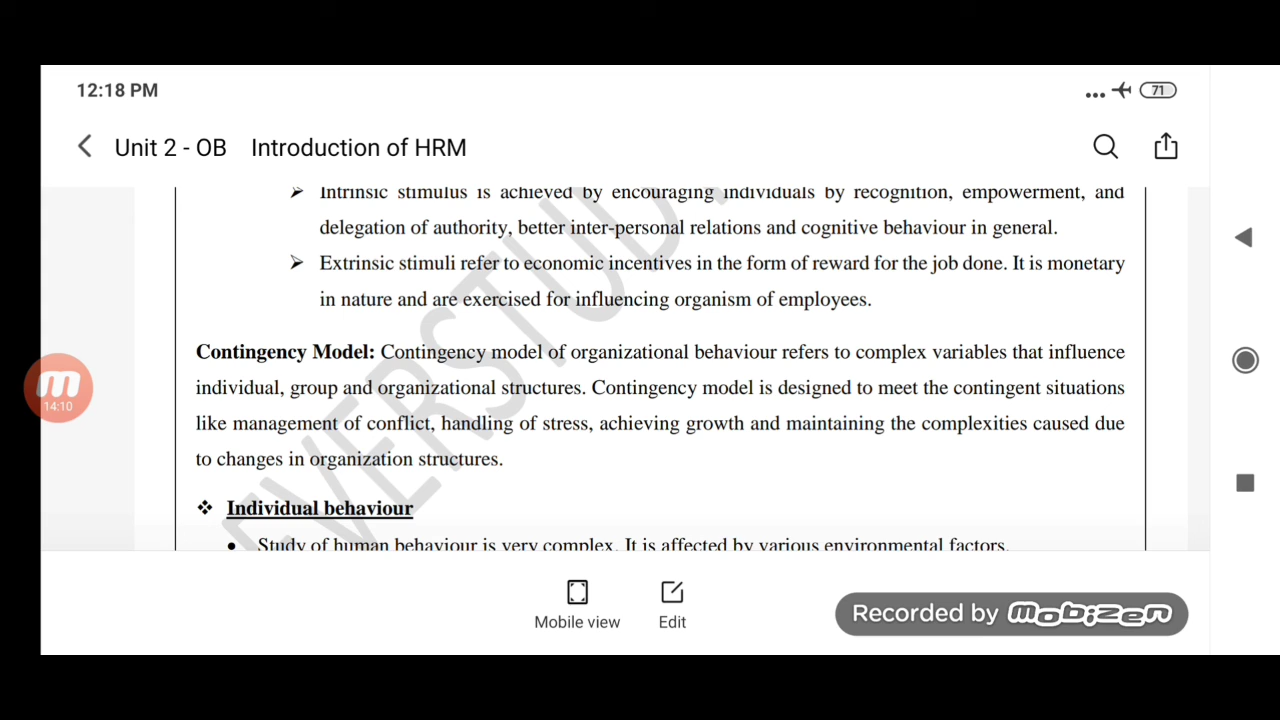 12:18 PM
71
Unit 2 - OB Introduction of HRM
➢ Intrinsic stimulus is achieved by encouraging individuals by recognition, empowerment, and
delegation of authority, better inter-personal relations and cognitive behaviour in general.
➢ Extrinsic stimuli refer to economic incentives in the form of reward for the job done. It is monetary
in nature and are exercised for influencing organism of employees.
Contingency Model: Contingency model of organizational behaviour refers to complex variables that influence
individual, group and organizational structures. Contingency model is designed to meet the contingent situations
like management of conflict, handling of stress, achieving growth and maintaining the complexities caused due
to changes in organization structures.
14:10
❖ Individual behaviour
• Study of human behaviour is very complex. It is affected by various environmental factors.
EVERSTUDY
Mobile view
Edit
Recorded by mobizen